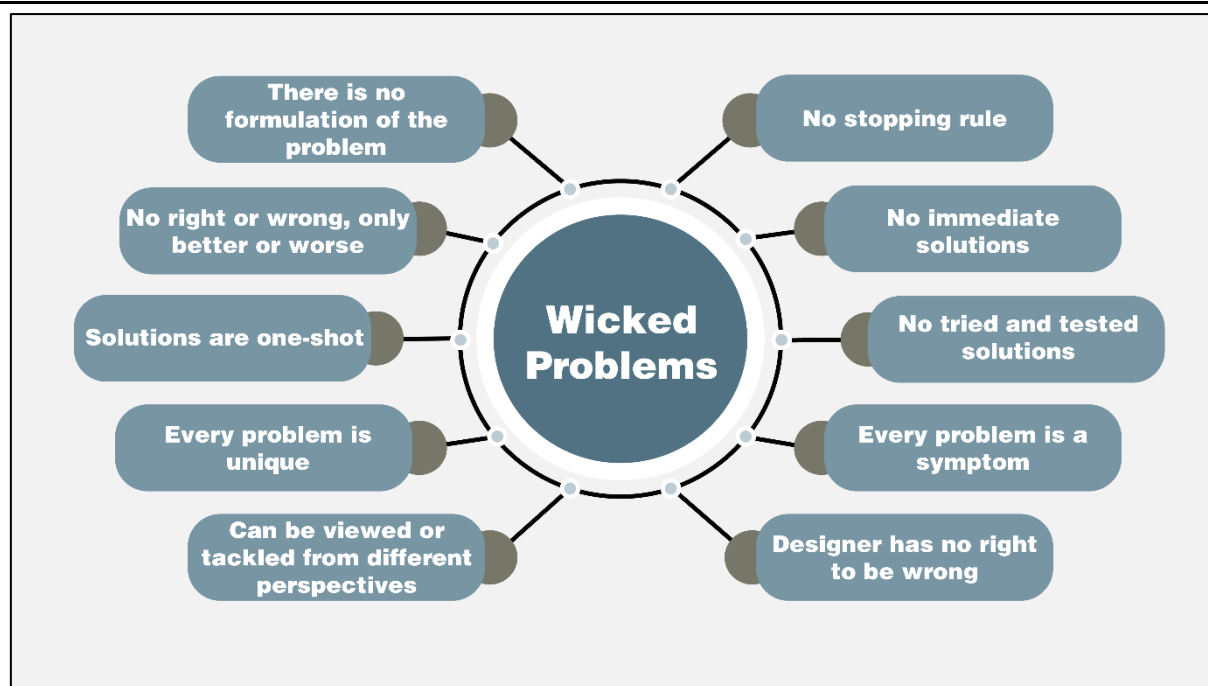 There is no
formulation of the
problem
No right or wrong, only
better or worse
Solutions are one-shot
Every problem is
unique
Can be viewed or
tackled from different
perspectives
Wicked
Problems
No stopping rule
No immediate
solutions
No tried and tested
solutions
Every problem is a
symptom
Designer has no right
to be wrong